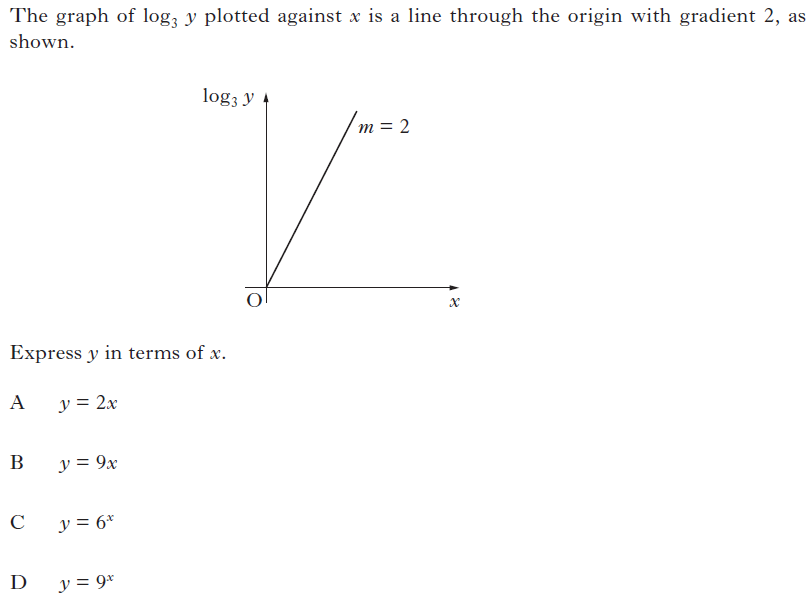 The graph of log₃ y plotted against x is a line through the origin with gradient 2, as
shown.
log₃ y
m = 2
O
x
Express y in terms of x.
A y = 2x
B y = 9x
C y = 6ˣ
D y = 9ˣ